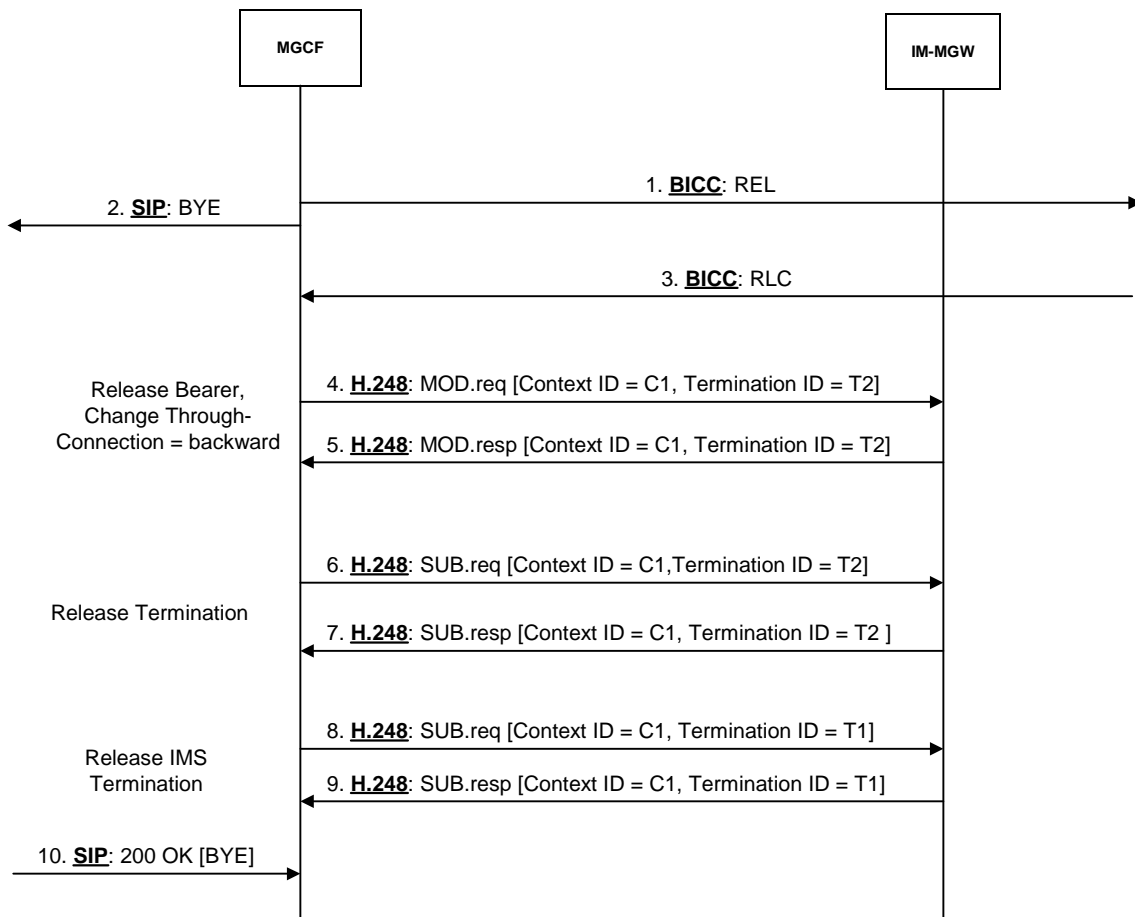 MGCF
IM-MGW
1. BICC: REL
2. SIP: BYE
3. BICC: RLC
Release Bearer,
Change Through-
Connection = backward
4. H.248: MOD.req [Context ID = C1, Termination ID = T2]
5. H.248: MOD.resp [Context ID = C1, Termination ID = T2]
6. H.248: SUB.req [Context ID = C1,Termination ID = T2]
Release Termination
7. H.248: SUB.resp [Context ID = C1, Termination ID = T2 ]
8. H.248: SUB.req [Context ID = C1, Termination ID = T1]
Release IMS
Termination
9. H.248: SUB.resp [Context ID = C1, Termination ID = T1]
10. SIP: 200 OK [BYE]